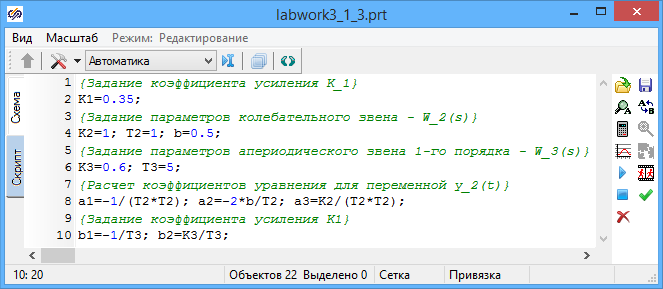 labwork3_1_3.prt
Вид Масштаб Режим: Редактирование
Автоматика
Схема
Скрипт
1 {Задание коэффициента усиления K_1}
2 K1=0.35;
3 {Задание параметров колебательного звена - W_2(s)}
4 K2=1; T2=1; b=0.5;
5 {Задание параметров апериодического звена 1-го порядка - W_3(s)}
6 K3=0.6; T3=5;
7 {Расчет коэффициентов уравнения для переменной y_2(t)}
8 a1=-1/(T2*T2); a2=-2*b/T2; a3=K2/(T2*T2);
9 {Задание коэффициента усиления K1}
10 b1=-1/T3; b2=K3/T3;
10: 20 Объектов 22 Выделено 0 Сетка Привязка